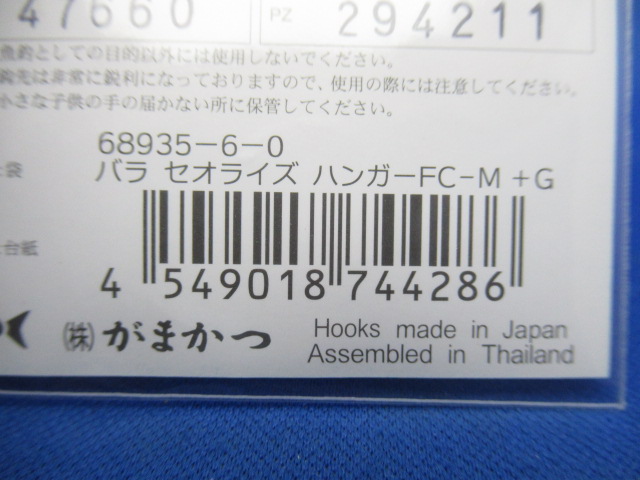 47660
PZ 294211
魚釣としての目的以外には使用しないでください。
鈎先は非常に鋭利になっておりますので、使用の際には注意してください。
小さな子供の手の届かない所に保管してください。
68935-6-0
袋 バラ セオライズ ハンガーFC-M +G
台紙
4 549018 744286
㈱がまかつ
Hooks made in Japan
Assembled in Thailand